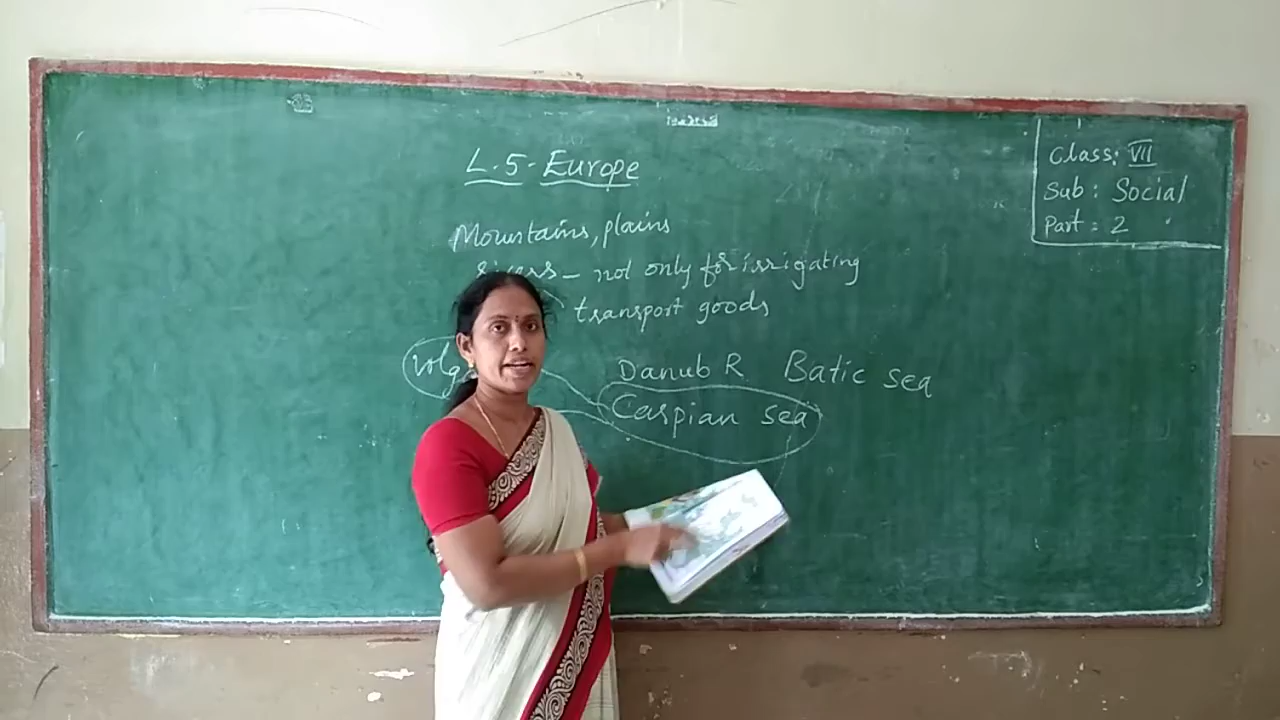 L.5-Europe
Class: VII
Sub: Social
Part: 2
Mountains, plains
rivers - not only for irrigating
transport goods
volg
Danub R Batic sea
Caspian sea